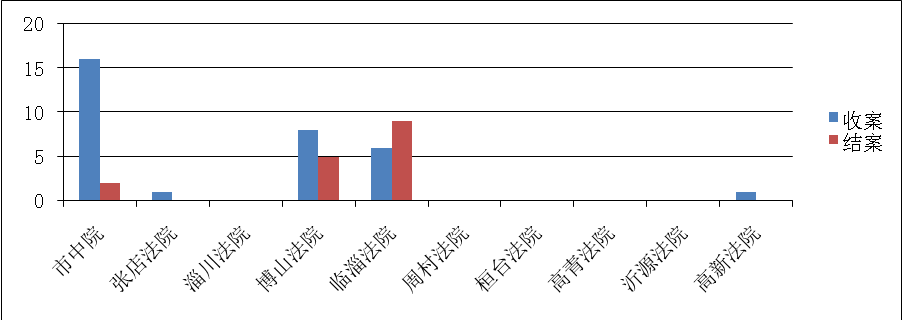 20
15
10
5
0
收案
结案
市中院
张店法院
淄川法院
博山法院
临淄法院
周村法院
桓台法院
高青法院
沂源法院
高新法院